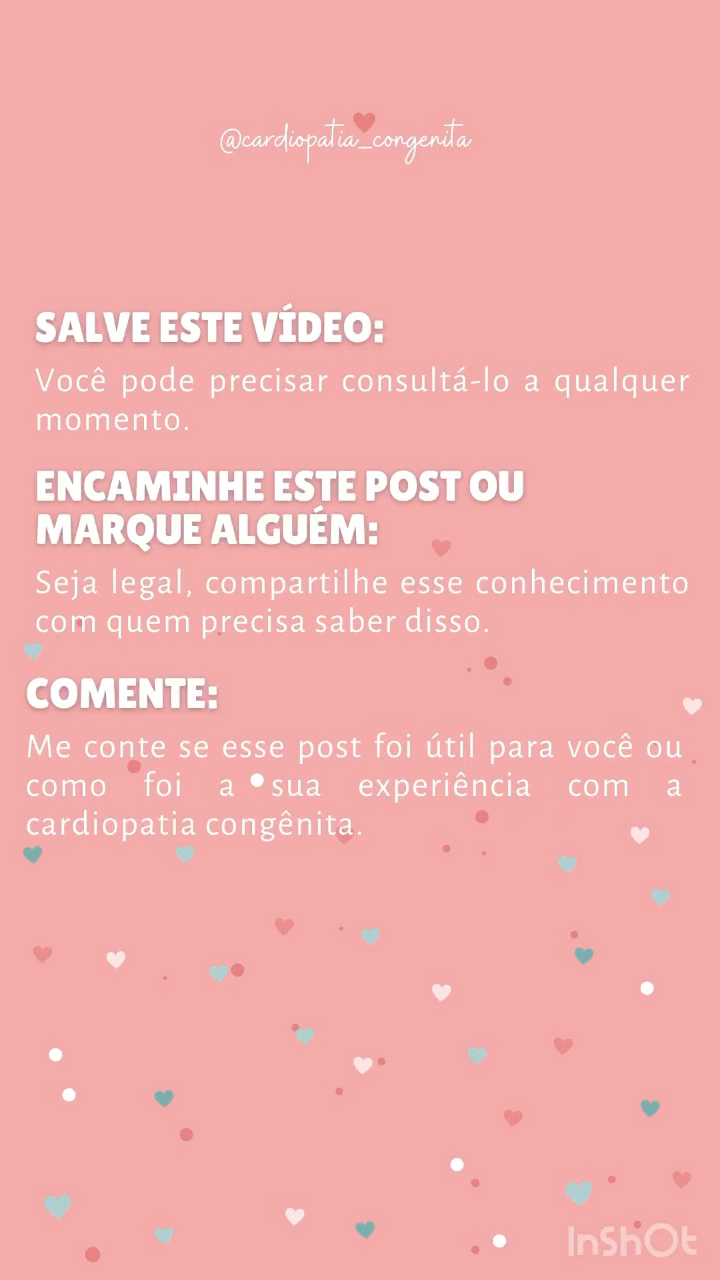 @cardiopatia_congenita
SALVE ESTE VÍDEO:
Você pode precisar consultá-lo a qualquer
momento.
ENCAMINHE ESTE POST OU
MARQUE ALGUÉM:
Seja legal, compartilhe esse conhecimento
com quem precisa saber disso.
COMENTE:
Me conte se esse post foi útil para você ou
como foi a sua experiência com a
cardiopatia congênita.
InShOt